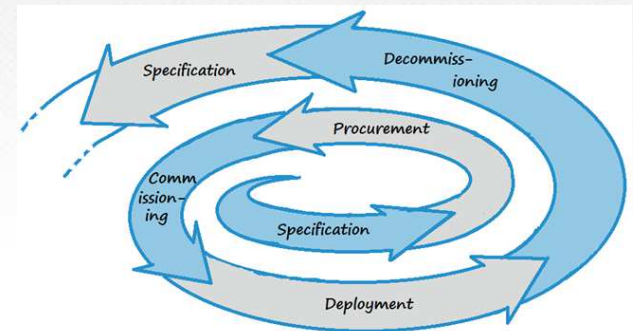 Specification
Decommiss-
ioning
Procurement
Comm
ission-
ing
Specification
Deployment